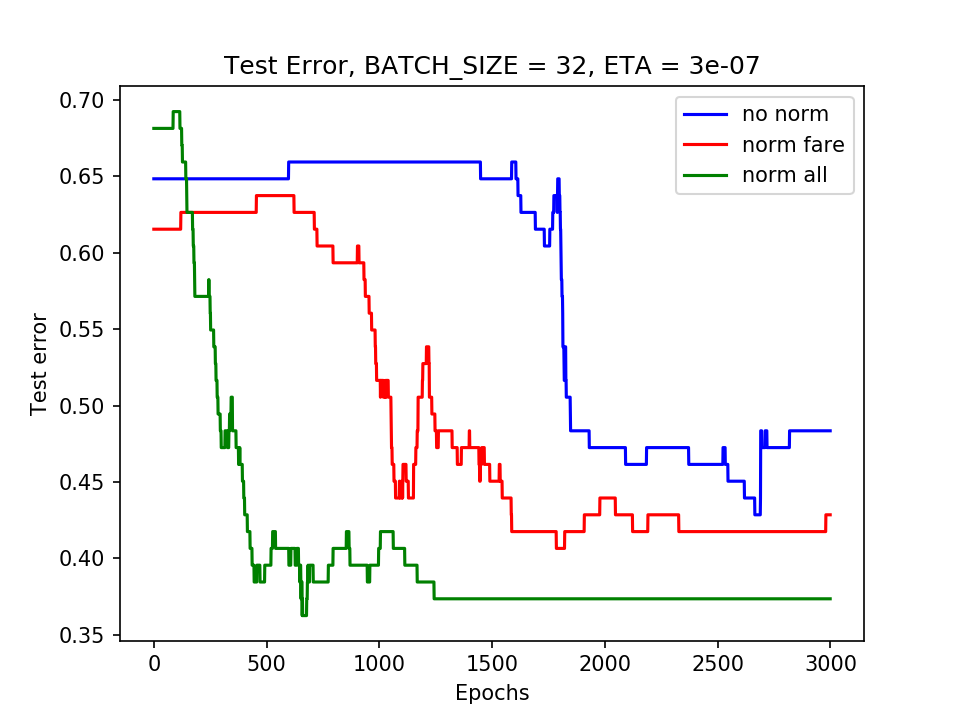 Test Error, BATCH_SIZE = 32, ETA = 3e-07
0.70
0.65
0.60
0.55
0.50
0.45
0.40
0.35
Test error
no norm
norm fare
norm all
0
500
1000
1500
2000
2500
3000
Epochs